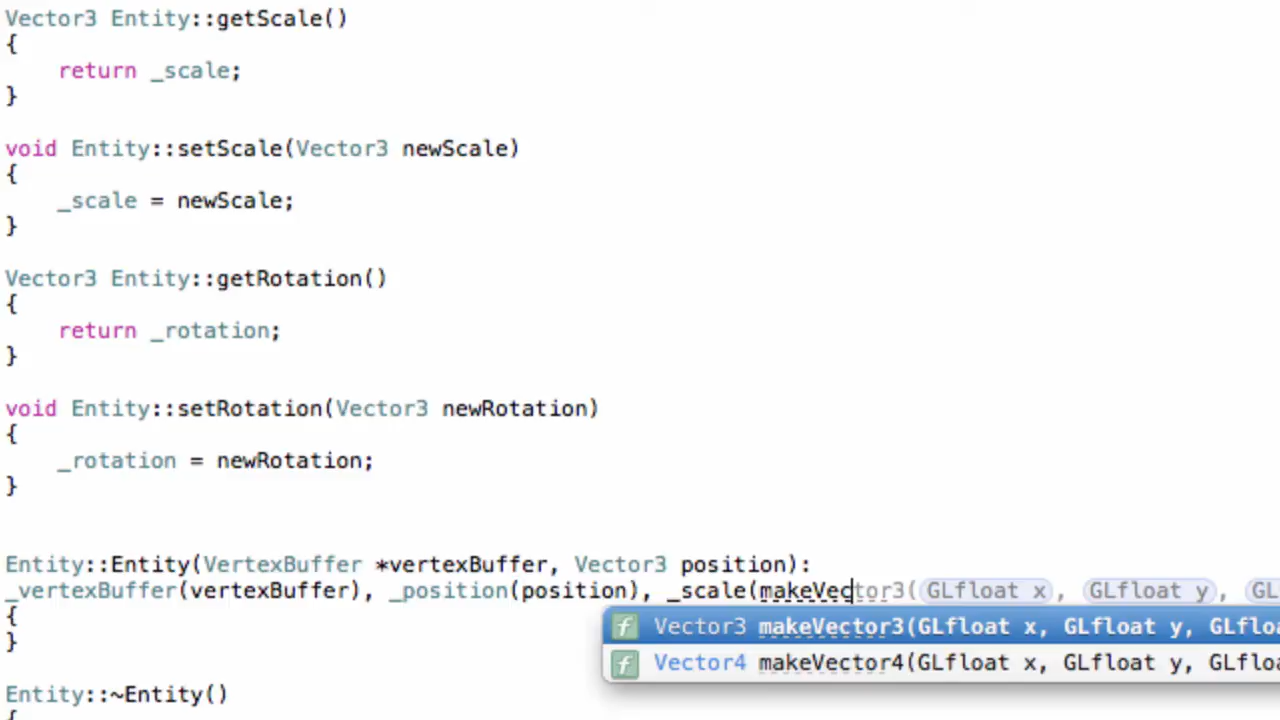 Vector3 Entity::getScale()
{
    return _scale;
}
void Entity::setScale(Vector3 newScale)
{
    _scale = newScale;
}
Vector3 Entity::getRotation()
{
    return _rotation;
}
void Entity::setRotation(Vector3 newRotation)
{
    _rotation = newRotation;
}
Entity::Entity(VertexBuffer *vertexBuffer, Vector3 position):
_vertexBuffer(vertexBuffer), _position(position), _scale(makeVector3(GLfloat x, GLfloat y, GL
{
f Vector3 makeVector3(GLfloat x, GLfloat y, GLflo
}
f Vector4 makeVector4(GLfloat x, GLfloat y, GLflo
Entity::~Entity()
{